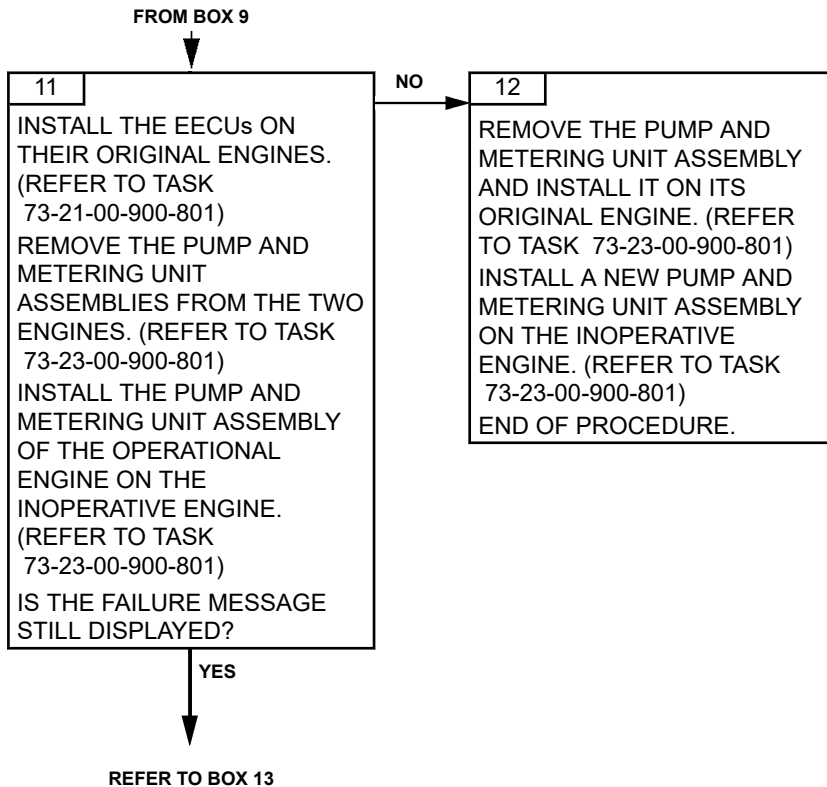 FROM BOX 9
11
INSTALL THE EECUs ON
THEIR ORIGINAL ENGINES.
(REFER TO TASK
73-21-00-900-801)
REMOVE THE PUMP AND
METERING UNIT
ASSEMBLIES FROM THE TWO
ENGINES. (REFER TO TASK
73-23-00-900-801)
INSTALL THE PUMP AND
METERING UNIT ASSEMBLY
OF THE OPERATIONAL
ENGINE ON THE
INOPERATIVE ENGINE.
(REFER TO TASK
73-23-00-900-801)
IS THE FAILURE MESSAGE
STILL DISPLAYED?
NO
12
REMOVE THE PUMP AND
METERING UNIT ASSEMBLY
AND INSTALL IT ON ITS
ORIGINAL ENGINE. (REFER
TO TASK 73-23-00-900-801)
INSTALL A NEW PUMP AND
METERING UNIT ASSEMBLY
ON THE INOPERATIVE
ENGINE. (REFER TO TASK
73-23-00-900-801)
END OF PROCEDURE.
YES
REFER TO BOX 13